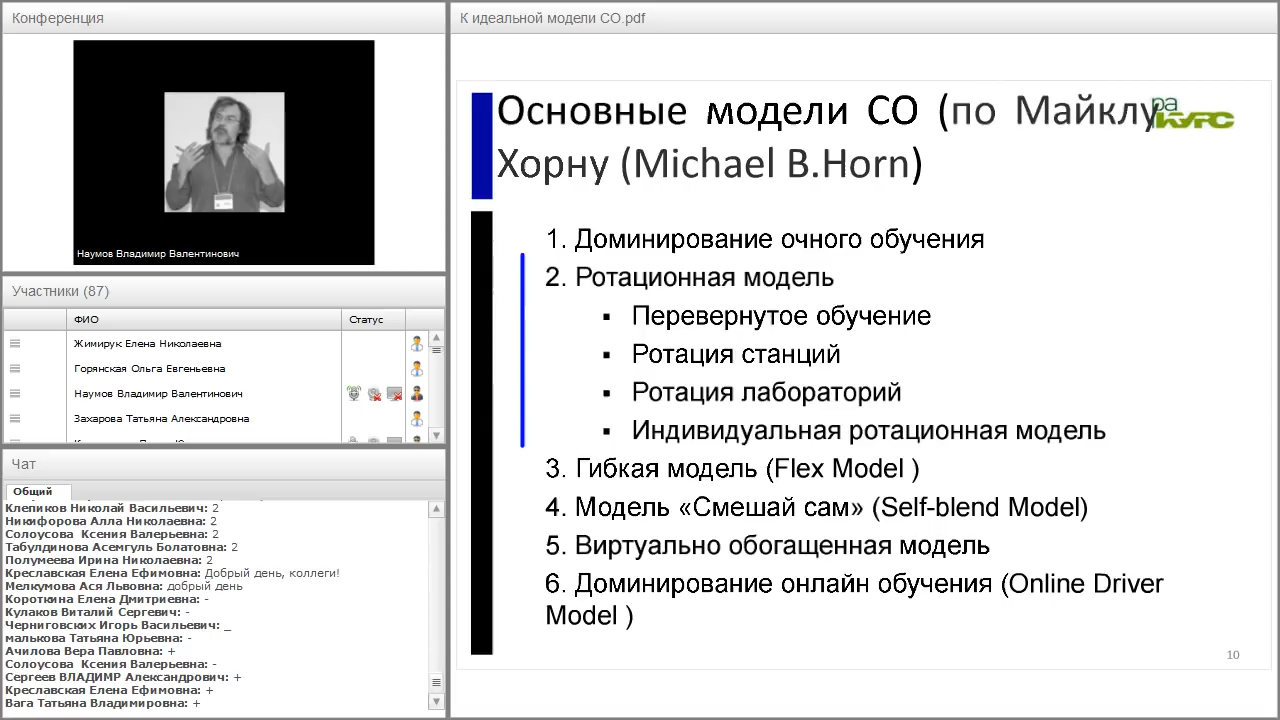 Конференция
Наумов Владимир Валентинович
Участники (87)
ФИО
Статус
Жимирук Елена Николаевна
Горянская Ольга Евгеньевна
Наумов Владимир Валентинович
Захарова Татьяна Александровна
Чат
Общий
Клепиков Николай Васильевич: 2
Никифорова Алла Николаевна: 2
Солоусова Ксения Валерьевна: 2
Табулдинова Асемгуль Болатовна: 2
Полумеева Ирина Николаевна: 2
Креславская Елена Ефимовна: Добрый день, коллеги!
Мелкумова Ася Львовна: добрый день
Короткина Елена Дмитриевна: -
Кулаков Виталий Сергевич: -
Черниговских Игорь Васильевич: _
малькова Татьяна Юрьевна: -
Ачилова Вера Павловна: +
Солоусова Ксения Валерьевна: -
Сергеев ВЛАДИМР Александрович: +
Креславская Елена Ефимовна: +
Вага Татьяна Владимировна: +
К идеальной модели СО.pdf
Основные модели СО (по Майклу
Хорну (Michael B.Horn)
ра
КУРС
1. Доминирование очного обучения
2. Ротационная модель
▪ Перевернутое обучение
▪ Ротация станций
▪ Ротация лабораторий
▪ Индивидуальная ротационная модель
3. Гибкая модель (Flex Model )
4. Модель «Смешай сам» (Self-blend Model)
5. Виртуально обогащенная модель
6. Доминирование онлайн обучения (Online Driver
Model )
10